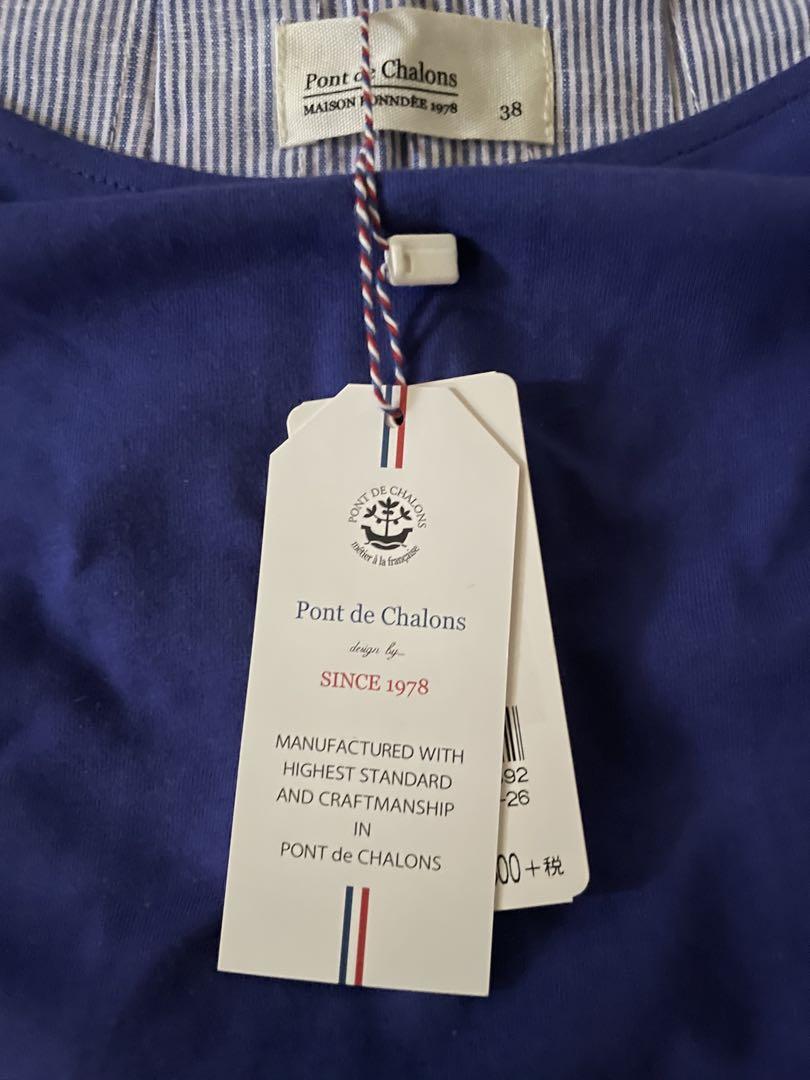 Pont de Chalons
MAISON FONNDÉE 1978
38
PONT DE CHALONS
métier à la française
Pont de Chalons
design by...
SINCE 1978
MANUFACTURED WITH
HIGHEST STANDARD
AND CRAFTMANSHIP
IN
PONT de CHALONS
92
-26
00+税